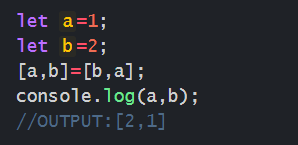 let a=1;
let b=2;
[a,b]=[b,a];
console.log(a,b);
//OUTPUT:[2,1]